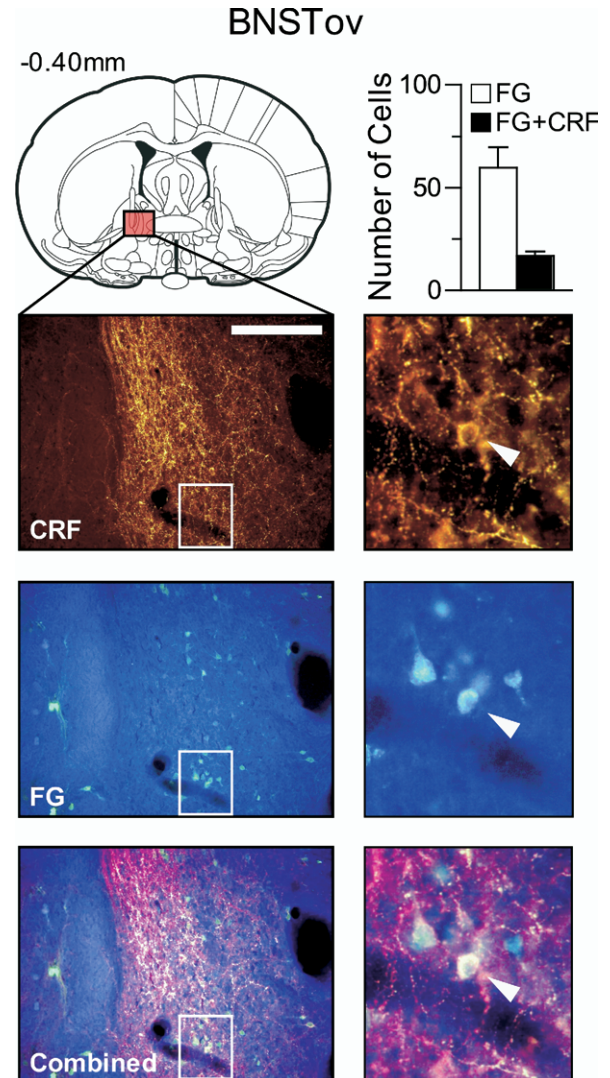 BNSTov
-0.40mm
Number of Cells
100
50
0
FG
FG+CRF
CRF
FG
Combined